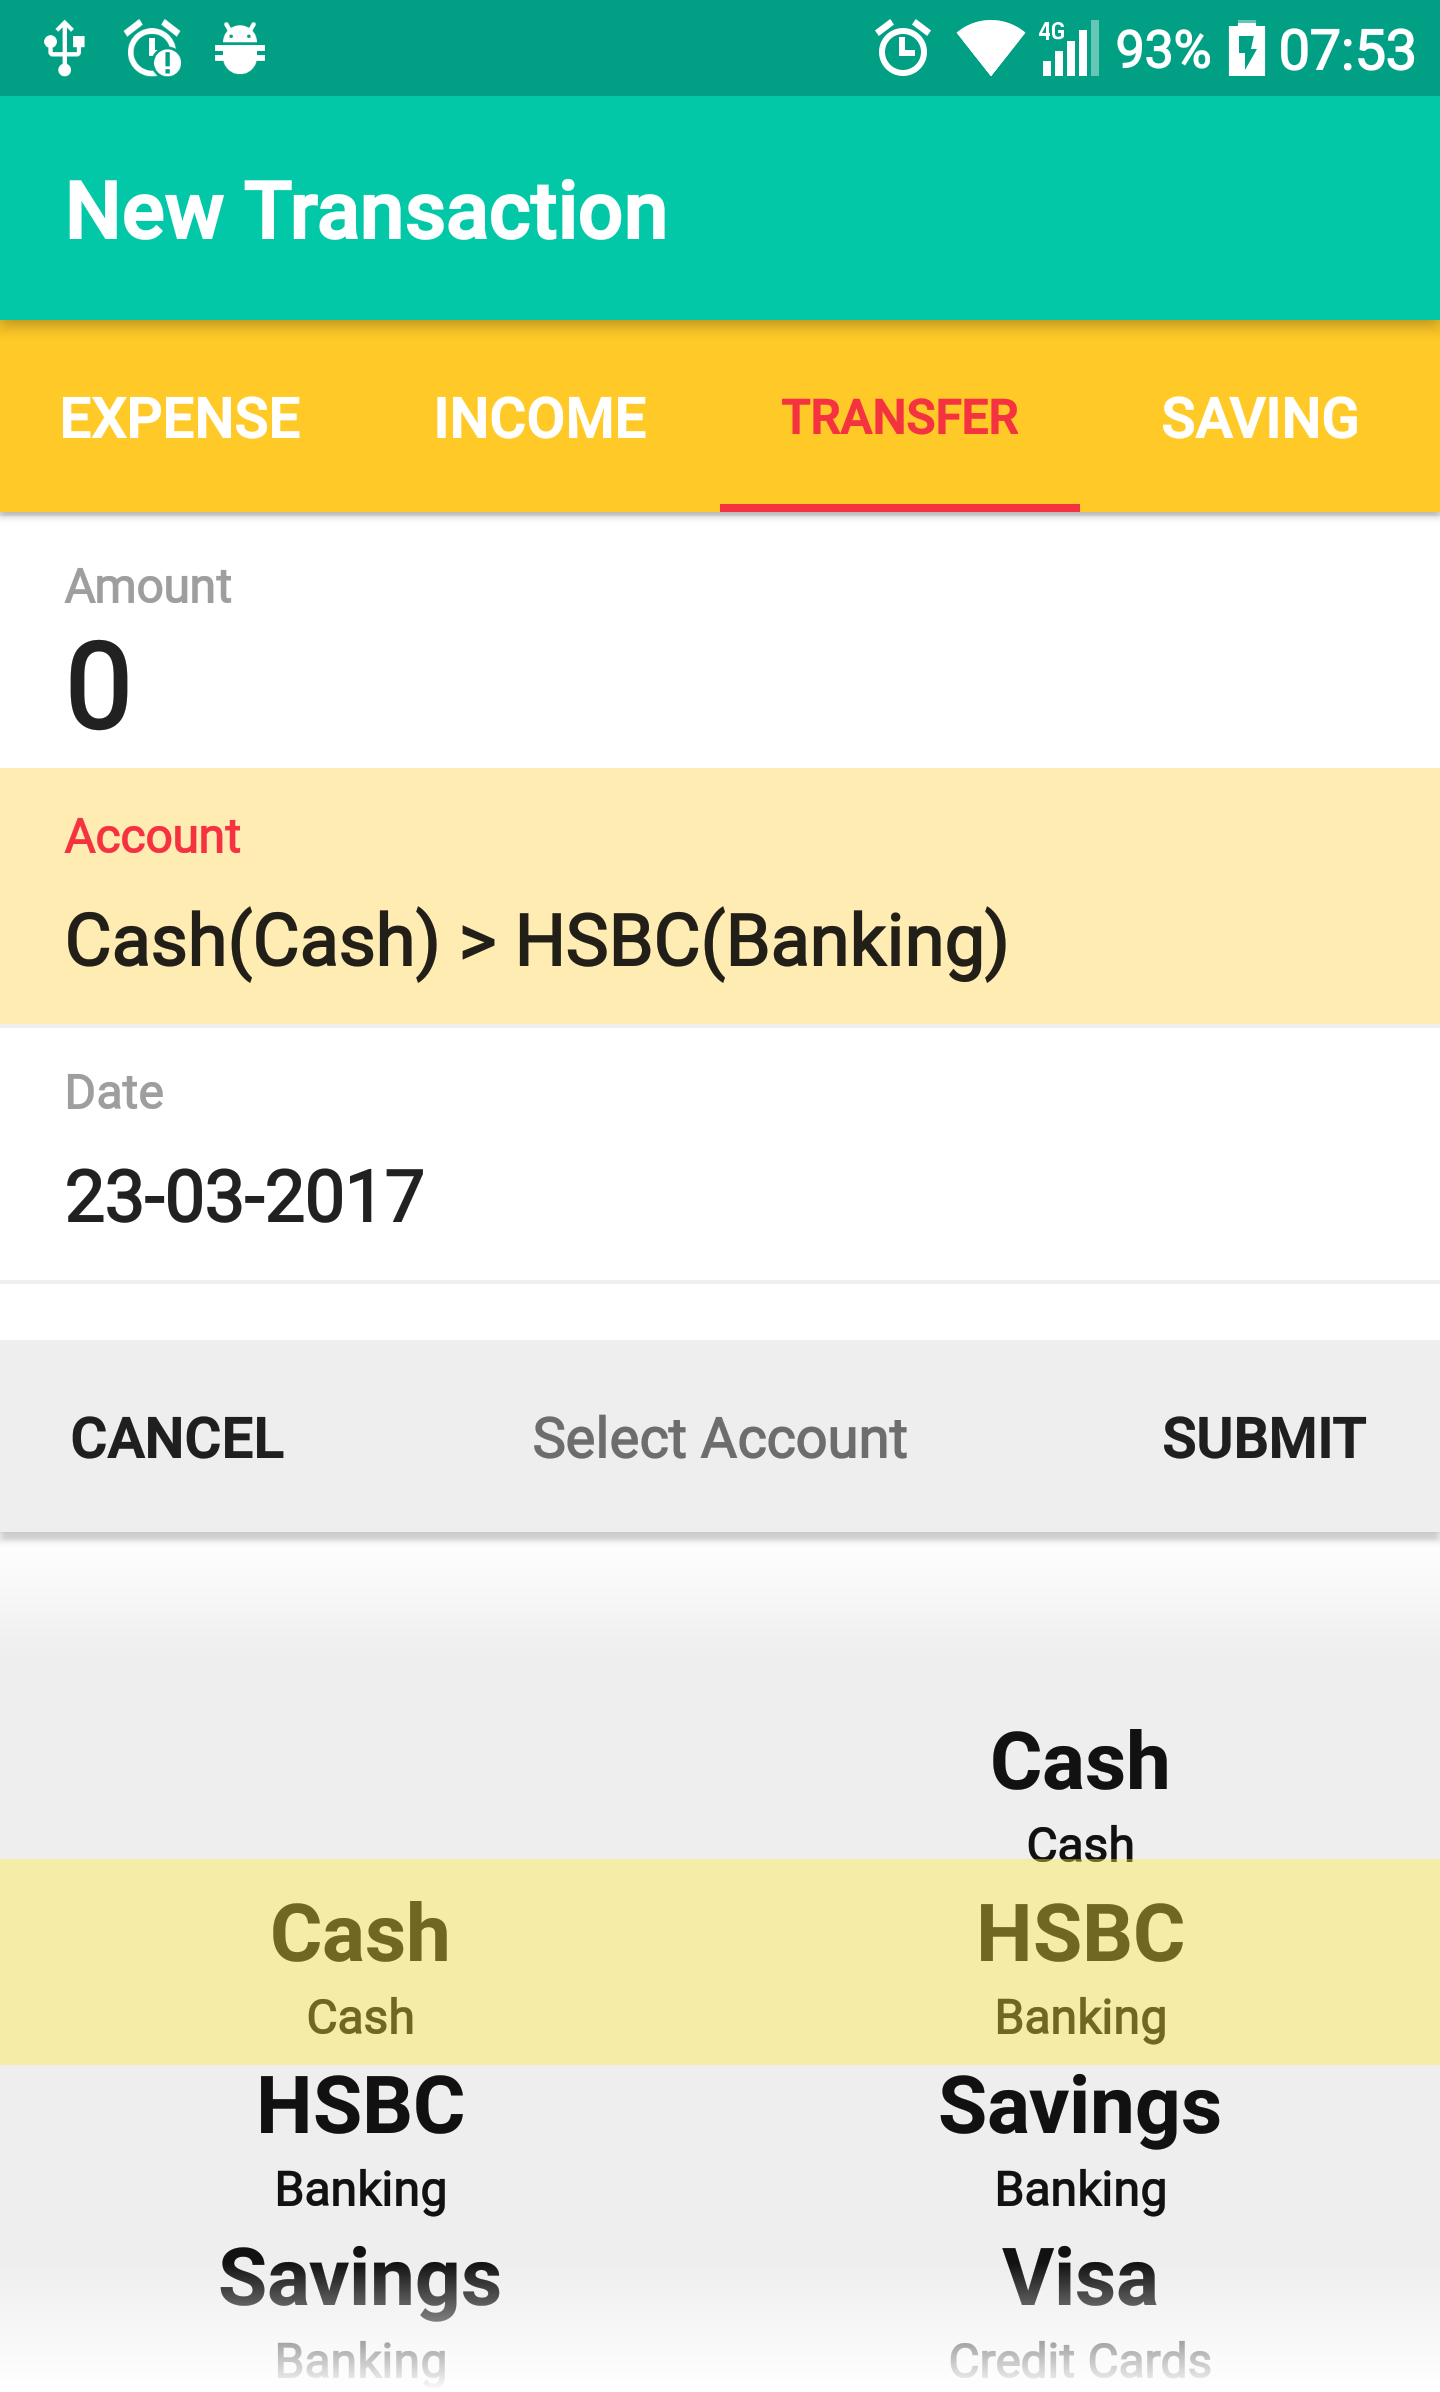 4G 93% 07:53
New Transaction
EXPENSE INCOME TRANSFER SAVING
Amount
0
Account
Cash(Cash) > HSBC(Banking)
Date
23-03-2017
CANCEL Select Account SUBMIT
Cash
Cash
Cash HSBC
Cash Banking
HSBC Savings
Banking Banking
Savings Visa
Banking Credit Cards